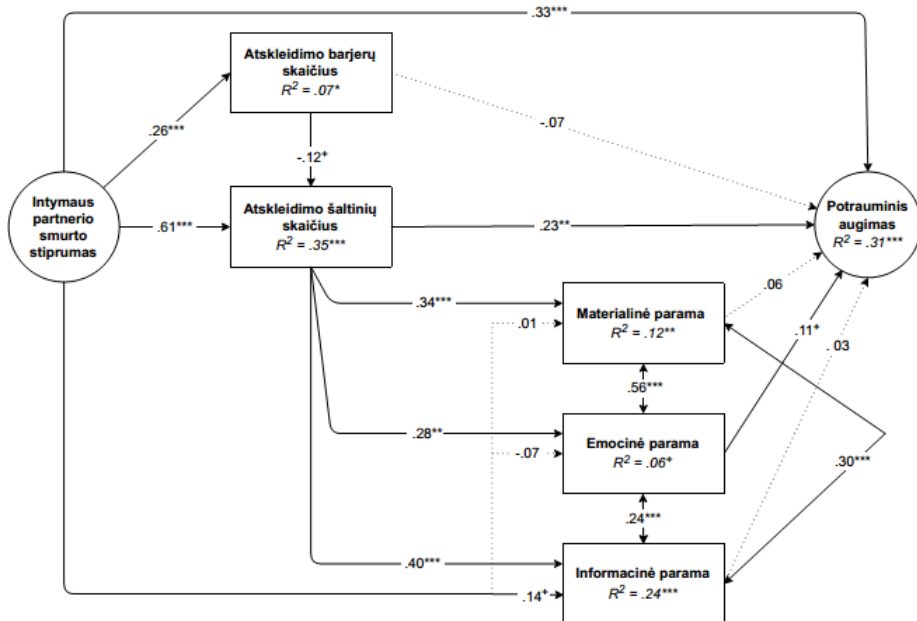 .33***
Atskleidimo barjerų
skaičius
R² = .07*
.26***
-.07
-.12⁺
Intymaus
partnerio
smurto
stiprumas
.61***
Atskleidimo šaltinių
skaičius
R² = .35***
.23**
Potrauminis
augimas
R² = .31***
.34***
.01
Materialinė parama
R² = .12**
.06
.11⁺
.03
.56***
.28**
-.07
Emocinė parama
R² = .06*
.30***
.24***
.40***
.14⁺
Informacinė parama
R² = .24***